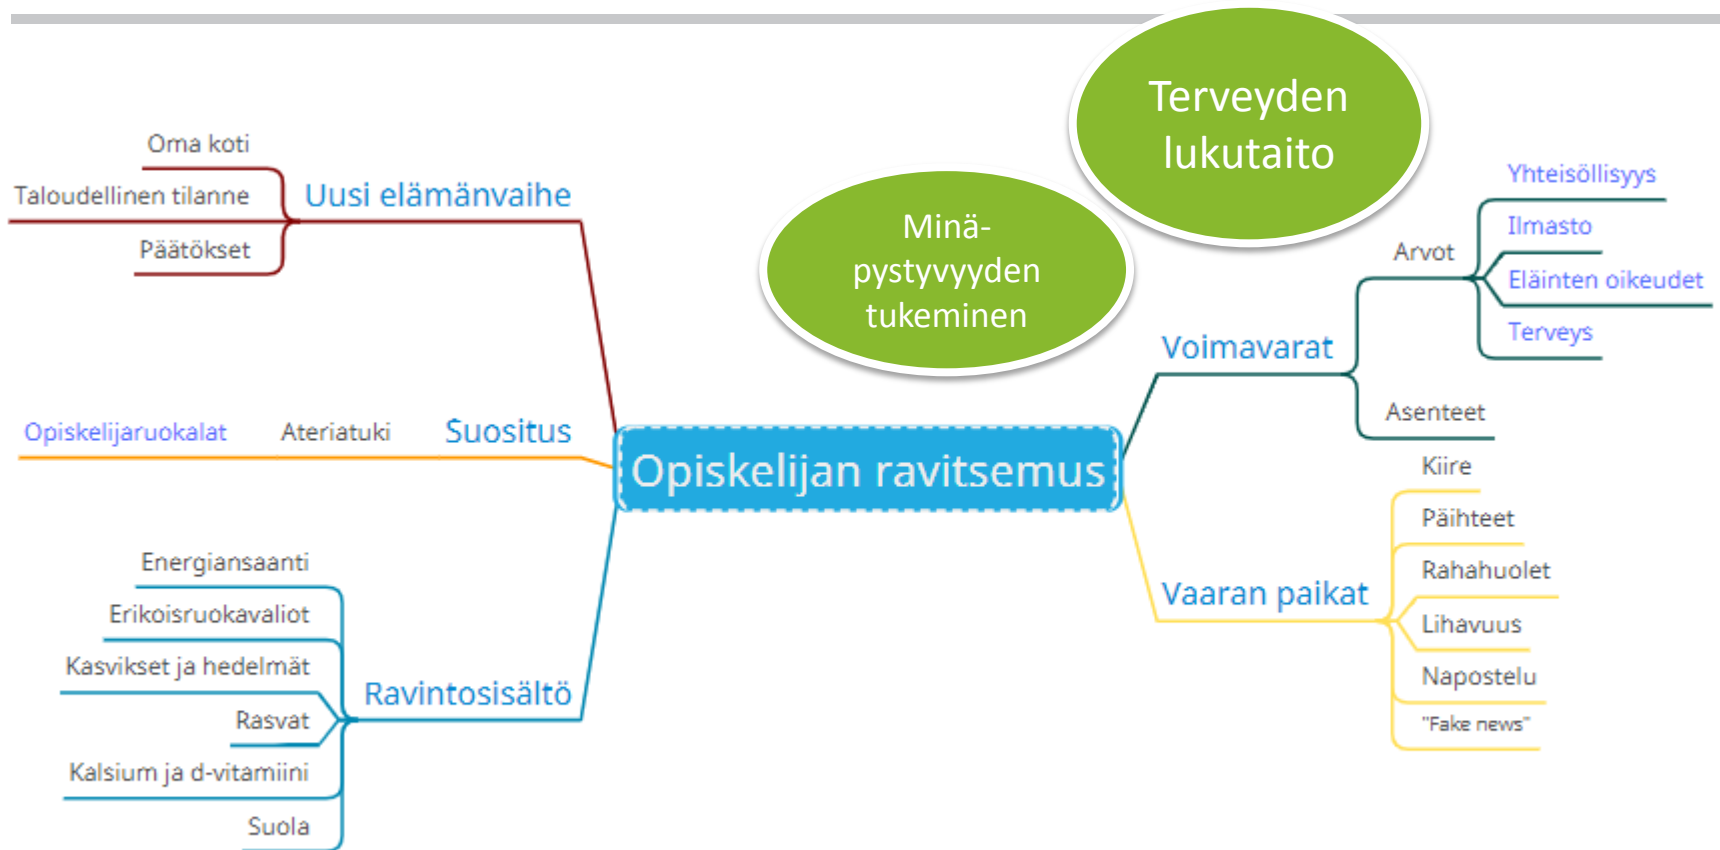 Terveyden
lukutaito
Minä-
pystyvyyden
tukeminen
Opiskelijan ravitsemus
Uusi elämänvaihe
Oma koti
Taloudellinen tilanne
Päätökset
Suositus
Ateriatuki
Opiskelijaruokalat
Ravintosisältö
Energiansaanti
Erikoisruokavaliot
Kasvikset ja hedelmät
Rasvat
Kalsium ja d-vitamiini
Suola
Voimavarat
Arvot
Yhteisöllisyys
Ilmasto
Eläinten oikeudet
Terveys
Asenteet
Vaaran paikat
Kiire
Päihteet
Rahahuolet
Lihavuus
Napostelu
"Fake news"